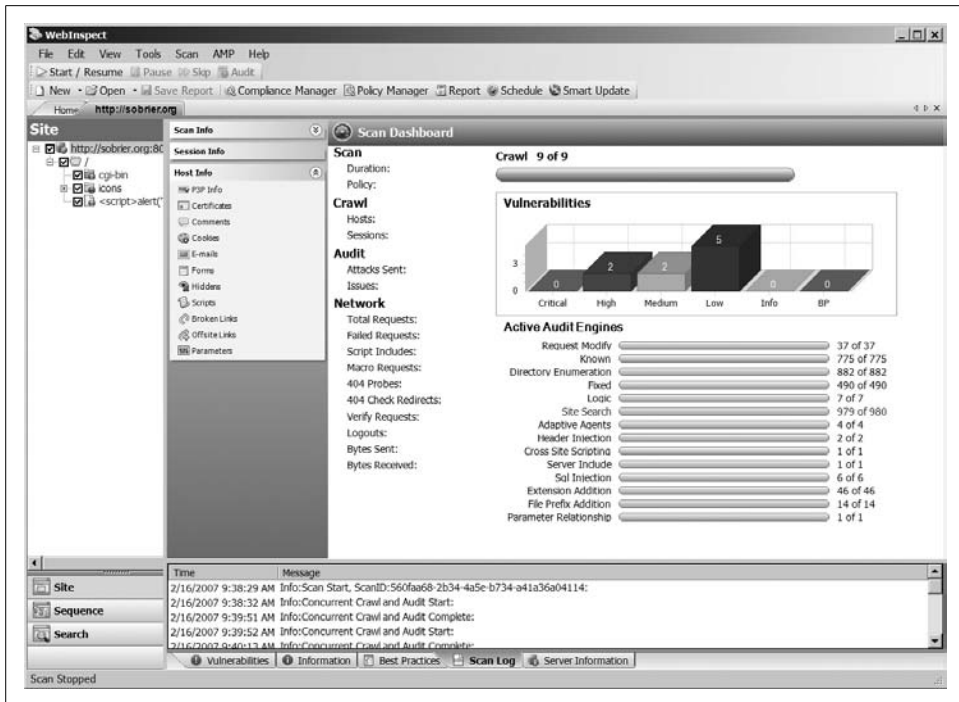 WebInspect
File Edit View Tools Scan AMP Help
Start / Resume Pause Skip Audit
New Open Save Report Compliance Manager Policy Manager Report Schedule Smart Update
Home http://sobrier.org
Site
http://sobrier.org:80
/
cgi-bin
icons
<script>alert("
Scan Info
Session Info
Host Info
P3P Info
Certificates
Comments
Cookies
E-mails
Forms
Hiddens
Scripts
Broken Links
Offsite Links
Parameters
Scan Dashboard
Scan
Duration:
Policy:
Crawl
Hosts:
Sessions:
Audit
Attacks Sent:
Issues:
Network
Total Requests:
Failed Requests:
Script Includes:
Macro Requests:
404 Probes:
404 Check Redirects:
Verify Requests:
Logouts:
Bytes Sent:
Bytes Received:
Crawl 9 of 9
Vulnerabilities
3
0
0 2 2 5 0 0
Critical High Medium Low Info BP
Active Audit Engines
Request Modify 37 of 37
Known 775 of 775
Directory Enumeration 882 of 882
Fixed 490 of 490
Logic 7 of 7
Site Search 979 of 980
Adaptive Agents 4 of 4
Header Injection 2 of 2
Cross Site Scripting 1 of 1
Server Include 1 of 1
Sql Injection 6 of 6
Extension Addition 46 of 46
File Prefix Addition 14 of 14
Parameter Relationship 1 of 1
Site
Sequence
Search
Time Message
2/16/2007 9:38:29 AM Info:Scan Start, ScanID:560faa68-2b34-4a5e-b734-a41a36a04114:
2/16/2007 9:38:32 AM Info:Concurrent Crawl and Audit Start:
2/16/2007 9:39:51 AM Info:Concurrent Crawl and Audit Complete:
2/16/2007 9:39:52 AM Info:Concurrent Crawl and Audit Start:
2/16/2007 9:40:13 AM Info:Concurrent Crawl and Audit Complete:
Vulnerabilities Information Best Practices Scan Log Server Information
Scan Stopped